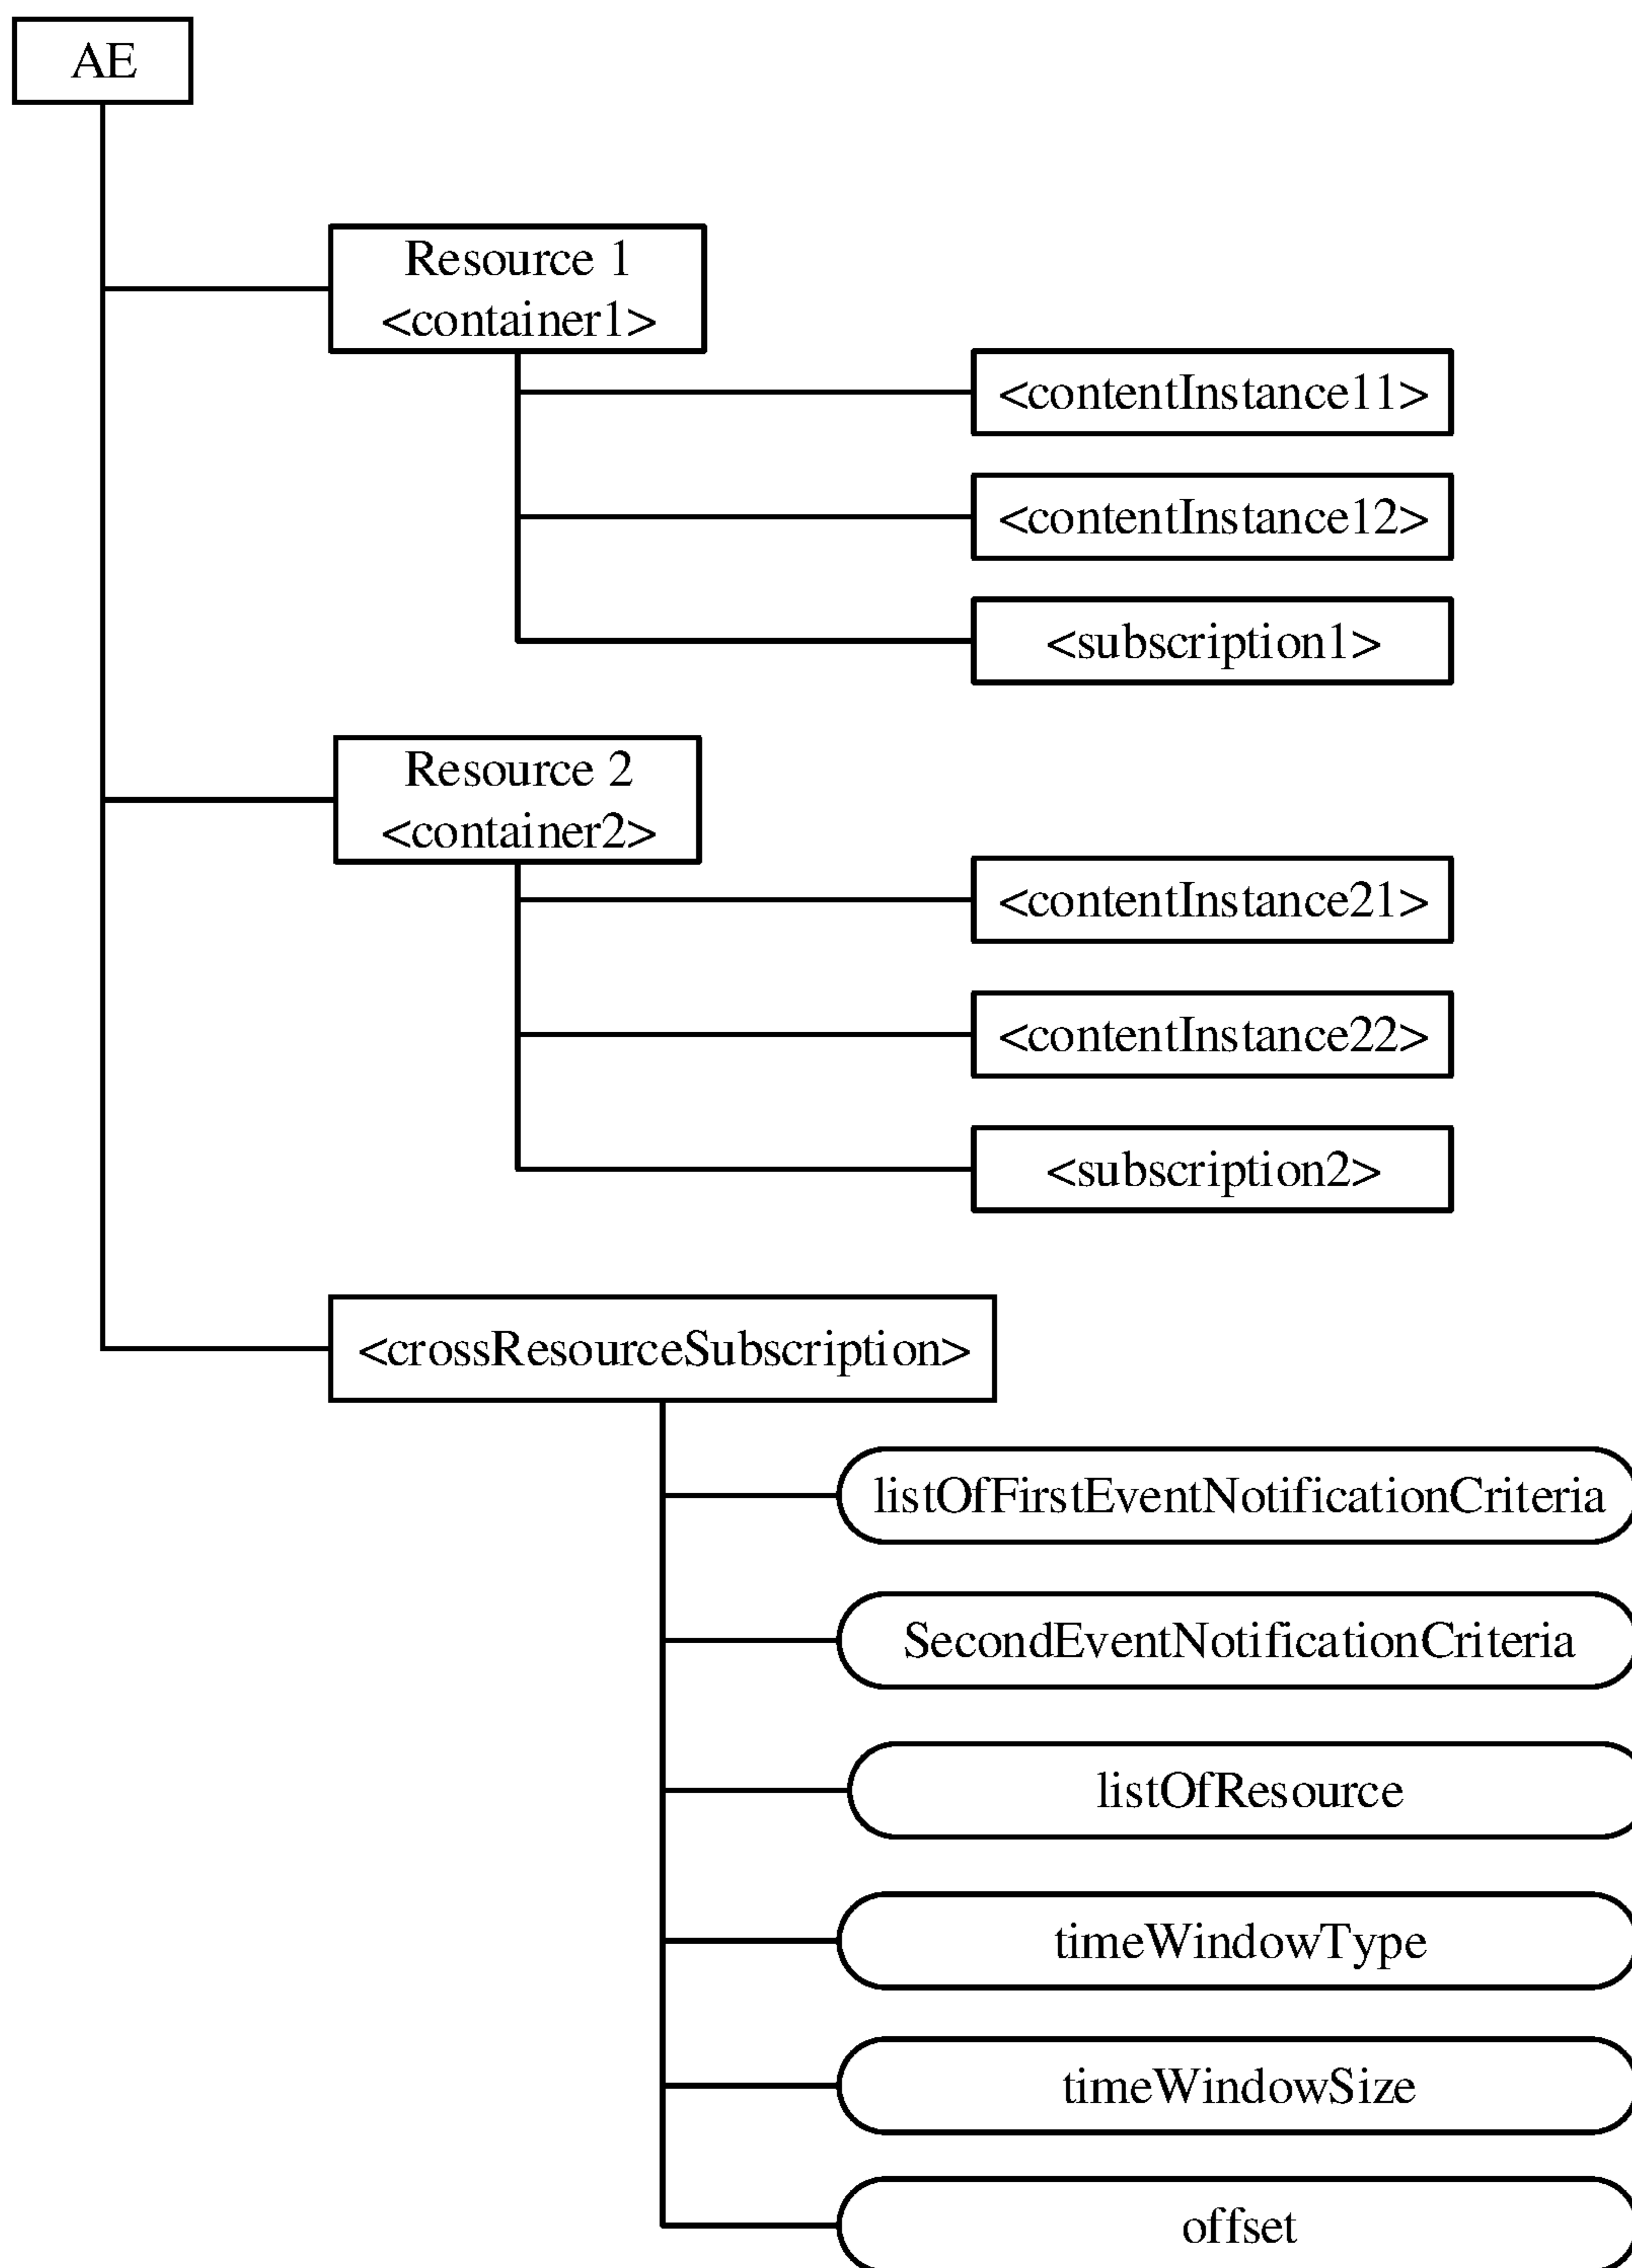 AE
Resource 1
<container1>
<contentInstance11>
<contentInstance12>
<subscription1>
Resource 2
<container2>
<contentInstance21>
<contentInstance22>
<subscription2>
<crossResourceSubscription>
listOfFirstEventNotificationCriteria
SecondEventNotificationCriteria
listOfResource
timeWindowType
timeWindowSize
offset